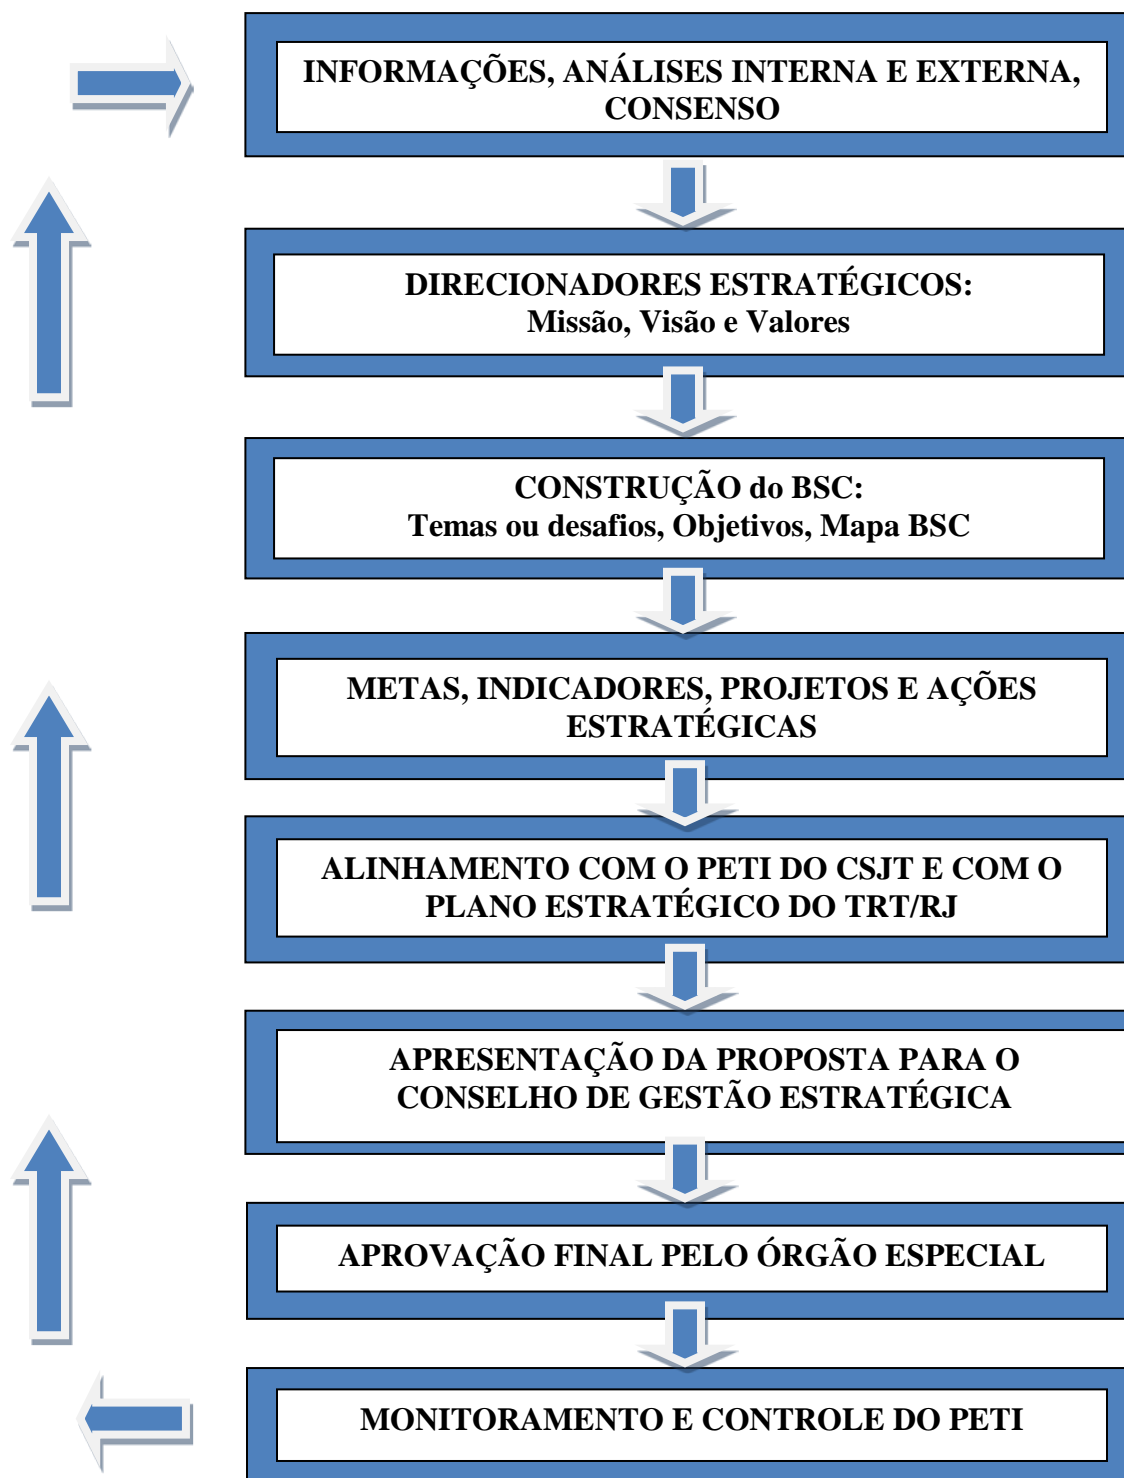 INFORMAÇÕES, ANÁLISES INTERNA E EXTERNA,
CONSENSO
DIRECIONADORES ESTRATÉGICOS:
Missão, Visão e Valores
CONSTRUÇÃO do BSC:
Temas ou desafios, Objetivos, Mapa BSC
METAS, INDICADORES, PROJETOS E AÇÕES
ESTRATÉGICAS
ALINHAMENTO COM O PETI DO CSJT E COM O
PLANO ESTRATÉGICO DO TRT/RJ
APRESENTAÇÃO DA PROPOSTA PARA O
CONSELHO DE GESTÃO ESTRATÉGICA
APROVAÇÃO FINAL PELO ÓRGÃO ESPECIAL
MONITORAMENTO E CONTROLE DO PETI